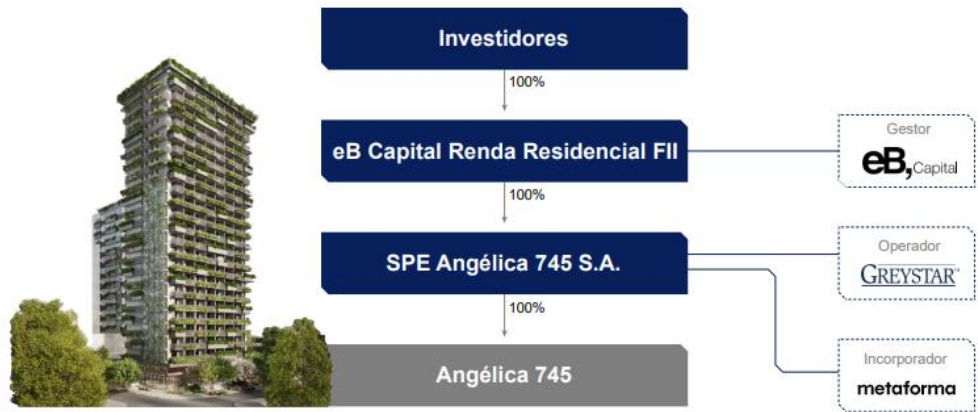 Investidores
100%
eB Capital Renda Residencial FII
Gestor
eB, Capital
100%
SPE Angélica 745 S.A.
Operador
GREYSTAR™
100%
Angélica 745
Incorporador
metaforma